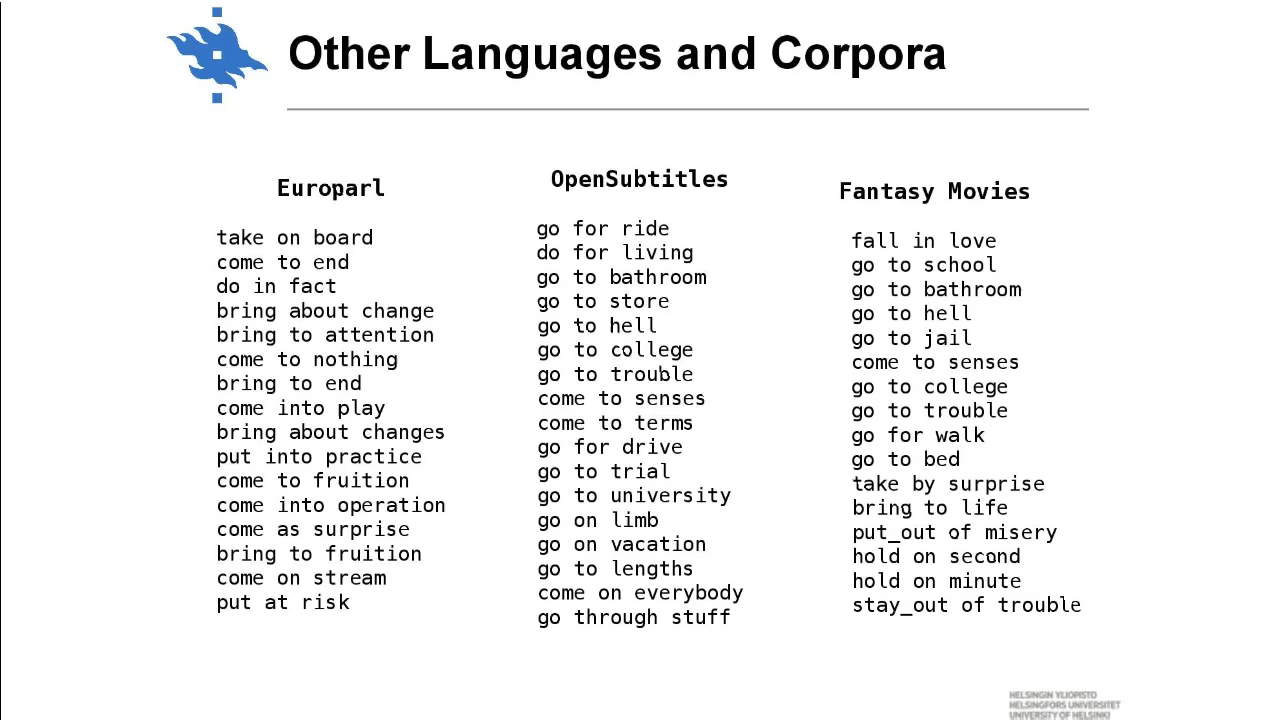 Other Languages and Corpora
Europarl
take on board
come to end
do in fact
bring about change
bring to attention
come to nothing
bring to end
come into play
bring about changes
put into practice
come to fruition
come into operation
come as surprise
bring to fruition
come on stream
put at risk
OpenSubtitles
go for ride
do for living
go to bathroom
go to store
go to hell
go to college
go to trouble
come to senses
come to terms
go for drive
go to trial
go to university
go on limb
go on vacation
go to lengths
come on everybody
go through stuff
Fantasy Movies
fall in love
go to school
go to bathroom
go to hell
go to jail
come to senses
go to college
go to trouble
go for walk
go to bed
take by surprise
bring to life
put_out of misery
hold on second
hold on minute
stay_out of trouble
HELSINGIN YLIOPISTO
HELSINGFORS UNIVERSITET
UNIVERSITY OF HELSINKI